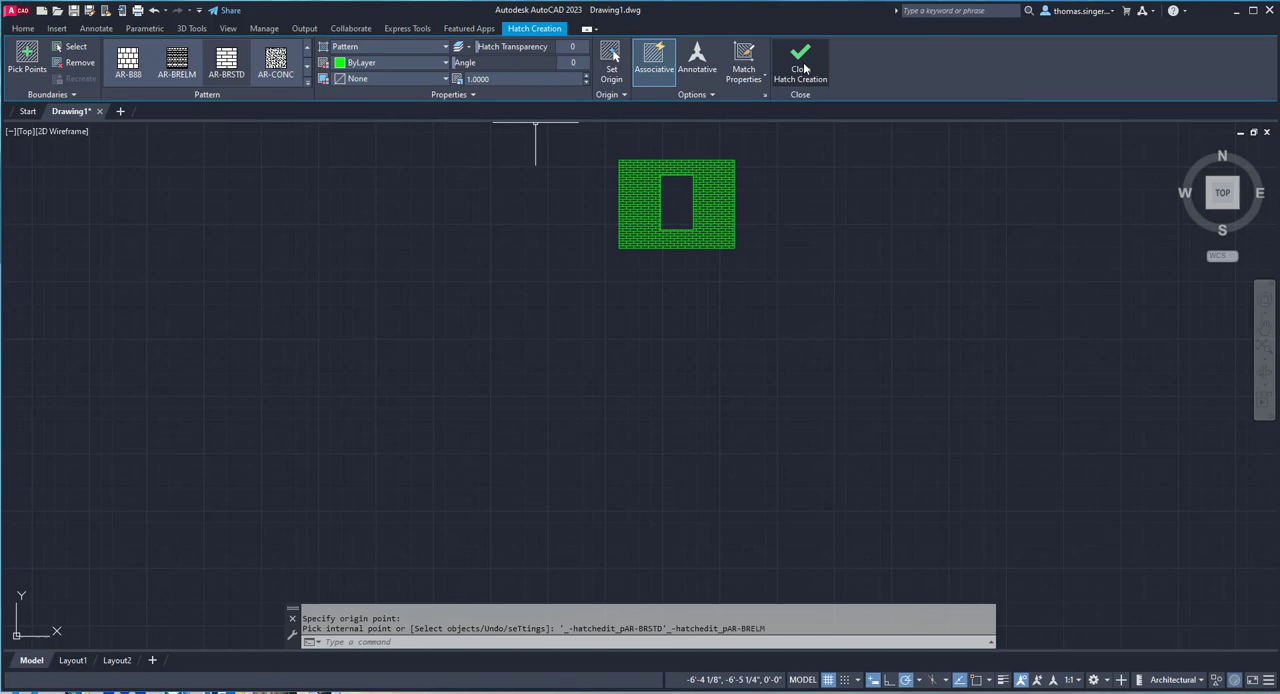 A CAD
Share
Autodesk AutoCAD 2023 Drawing1.dwg
Type a keyword or phrase
thomas.singer...
Home Insert Annotate Parametric 3D Tools View Manage Output Collaborate Express Tools Featured Apps Hatch Creation
Pick Points
Select
Remove
Recreate
Boundaries
AR-B88
AR-BRELM
AR-BRSTD
AR-CONC
Pattern
Pattern
ByLayer
None
Hatch Transparency 0
Angle 0
1.0000
Properties
Set
Origin
Origin
Associative
Annotative
Match
Properties
Options
Close
Hatch Creation
Close
Start Drawing1*
[−][Top][2D Wireframe]
N
W TOP E
S
WCS
Y
X
Specify origin point:
Pick internal point or [Select objects/Undo/seTtings]: '_-hatchedit_pAR-BRSTD'_-hatchedit_pAR-BRELM
Type a command
Model Layout1 Layout2
-6'-4 1/8", -6'-5 1/4", 0'-0" MODEL
1:1
Architectural